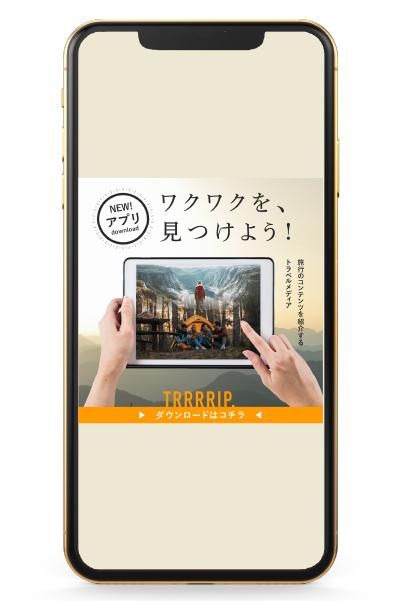 NEW!
アプリ
download
ワクワクを、
見つけよう!
旅行のコンテンツを紹介する
トラベルメディア
TRRRRIP.
ダウンロードはコチラ